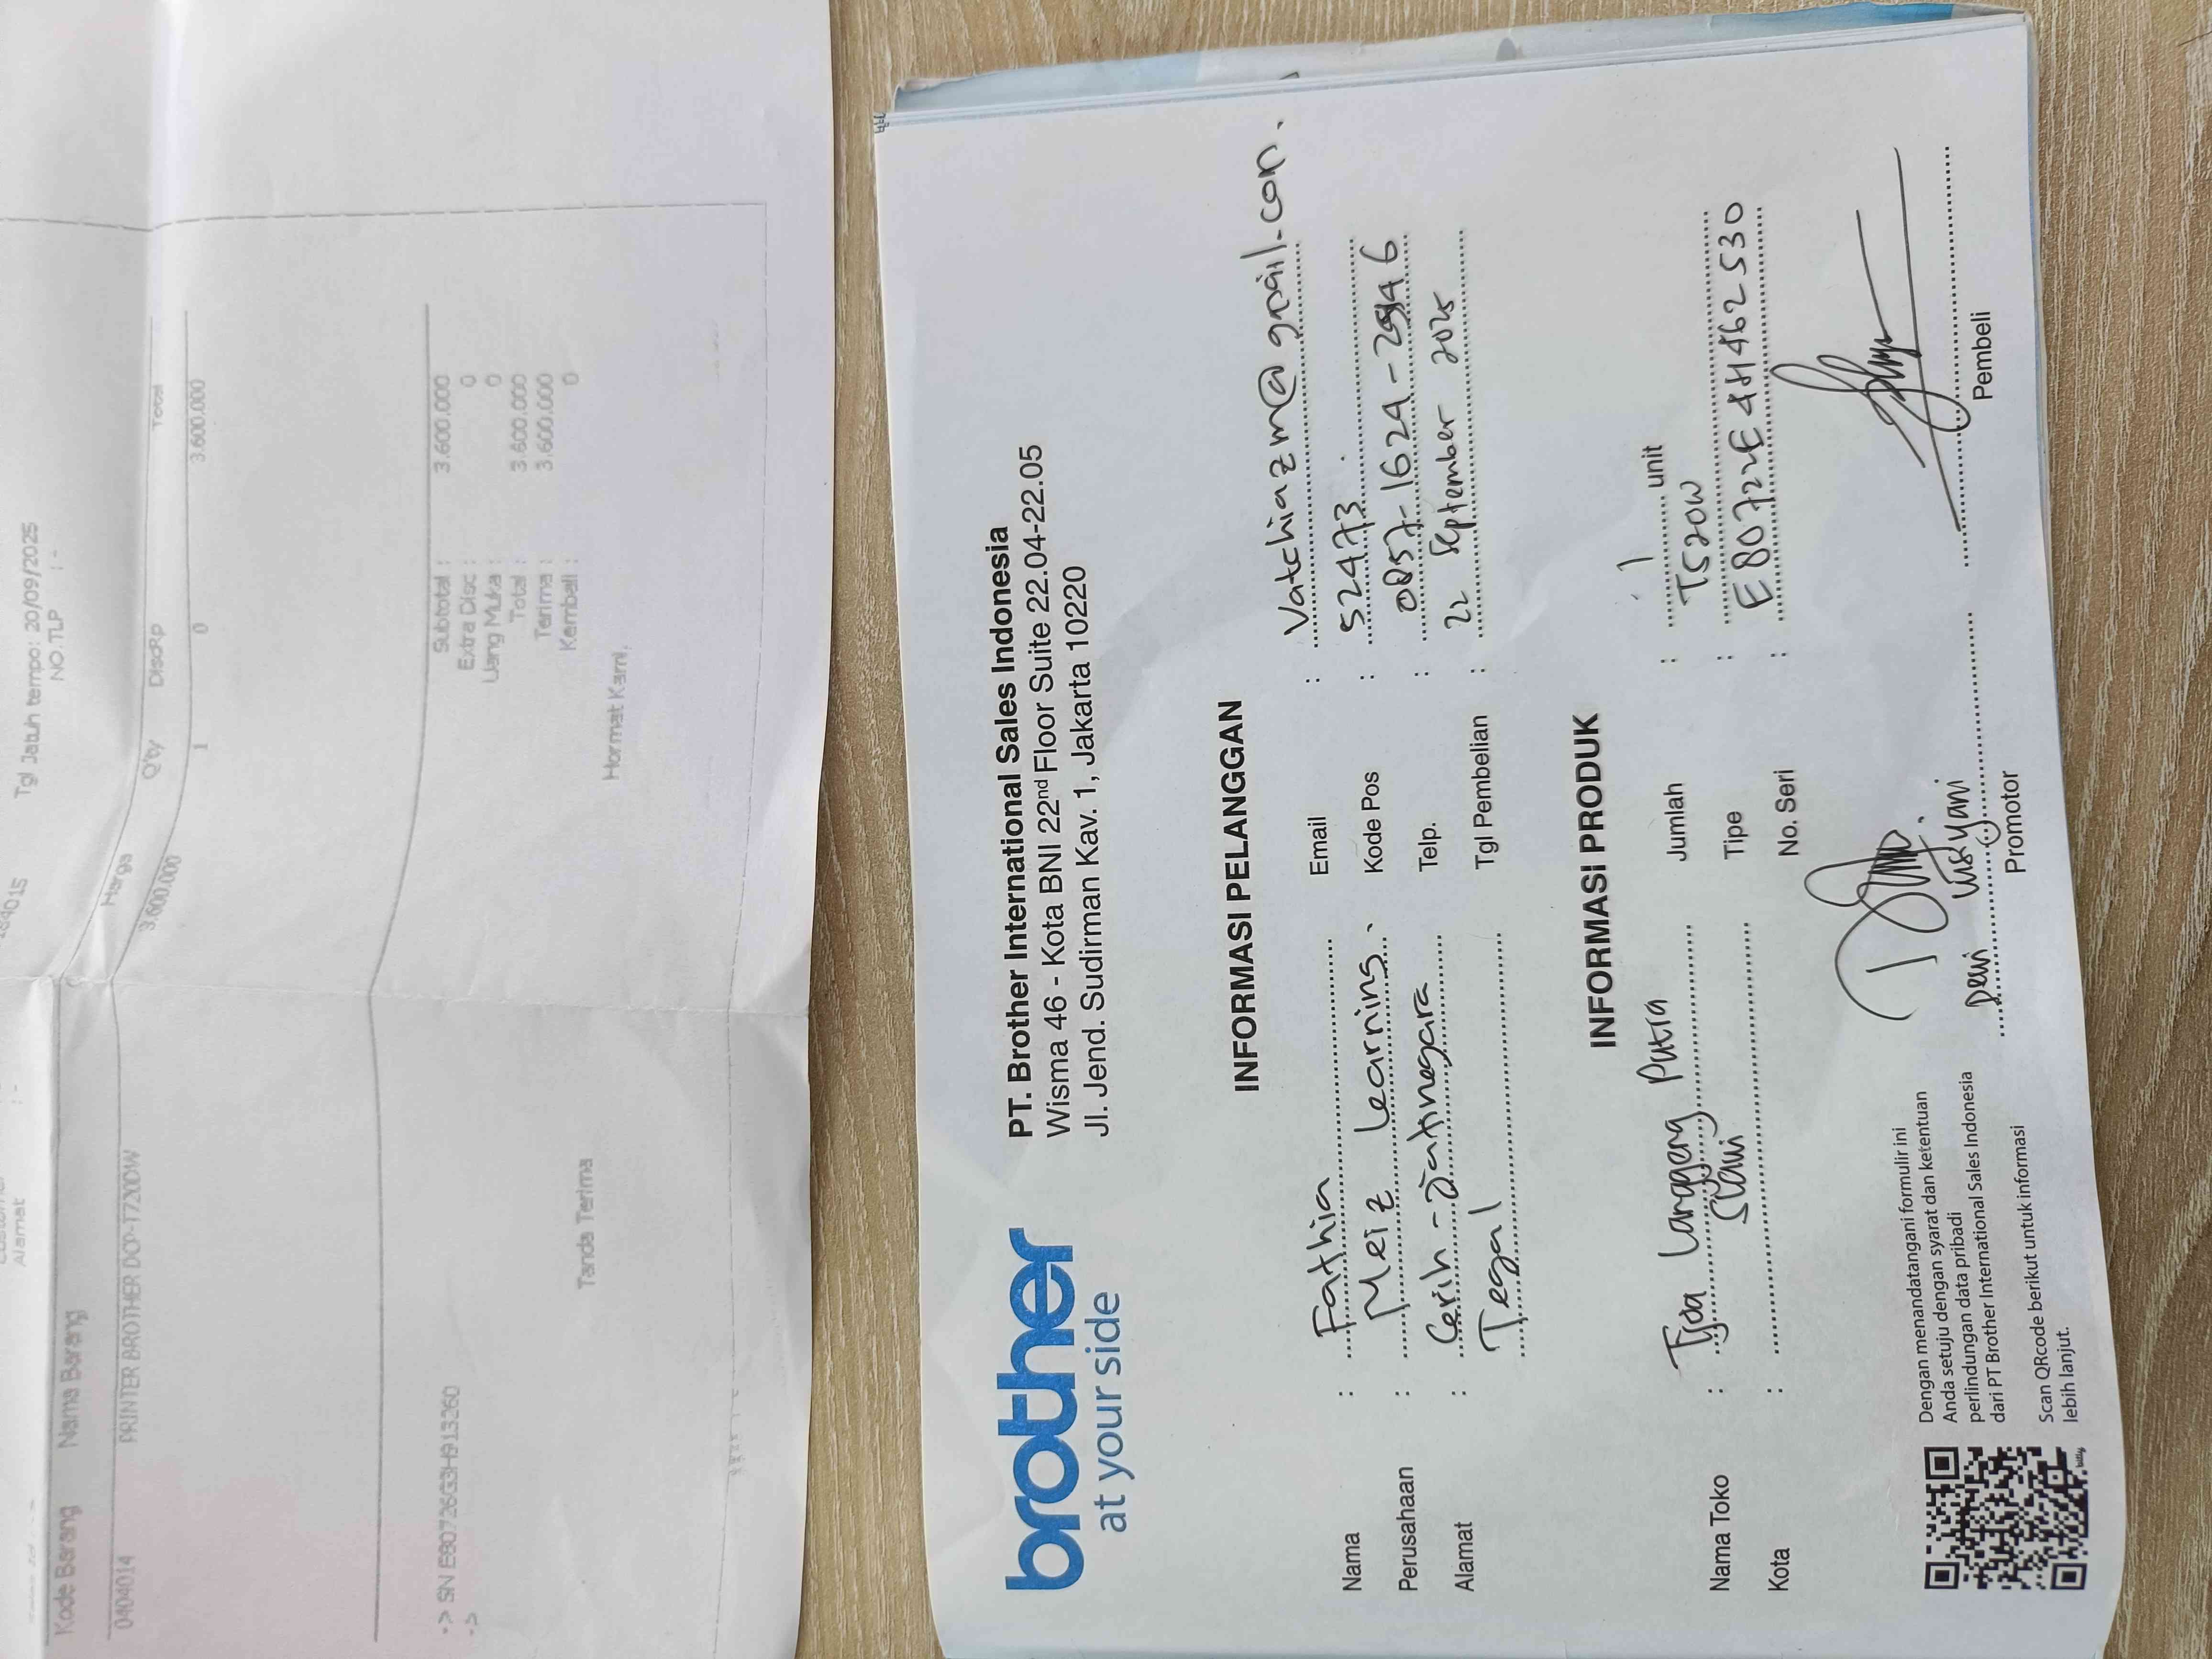 Tgl Jatuh tempo: 20/09/2025
NO.TLP : -
Alamat : -
Kode Barang Nama Barang Harga Qty DiscRp Total
0404014 PRINTER BROTHER DCP-T720DW 3.600.000 1 0 3.600.000
Subtotal : 3.600.000
-> SN E80726G3H913260
Extra Disc : 0
->
Uang Muka : 0
Total : 3.600.000
Terima : 3.600.000
Kembali : 0
Tanda Terima Hormat Kami,
brother
at your side
PT. Brother International Sales Indonesia
Wisma 46 - Kota BNI 22nd Floor Suite 22.04-22.05
Jl. Jend. Sudirman Kav. 1, Jakarta 10220
INFORMASI PELANGGAN
Nama : Fathia Email : Vatchiazm@gmail.com.
Perusahaan : Meiz Learning. Kode Pos : 52473.
Alamat : Cerih - Jatinegara Telp. : 0857-1624-2946
Tegal Tgl Pembelian : 22 September 2025
INFORMASI PRODUK
Nama Toko : Langgeng Putra Jumlah : 1 unit
Slawi
Kota : Tipe : T520W
No. Seri : E80722E4H462530
Dengan menandatangani formulir ini
Anda setuju dengan syarat dan ketentuan
perlindungan data pribadi
dari PT Brother International Sales Indonesia
Scan QRcode berikut untuk informasi
lebih lanjut.
Dewi
Promotor Pembeli